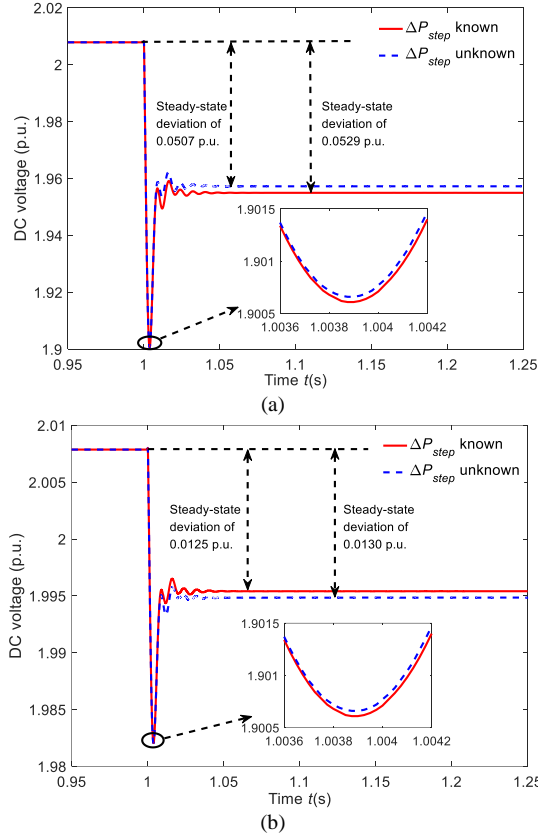 2.02
2
1.98
1.96
1.94
1.92
1.9
DC voltage (p.u.)
ΔP_step known
ΔP_step unknown
Steady-state
deviation of
0.0507 p.u.
Steady-state
deviation of
0.0529 p.u.
1.9015
1.901
1.9005
1.0036 1.0038 1.004 1.0042
0.95 1 1.05 1.1 1.15 1.2 1.25
Time t(s)
(a)
2.01
2.005
2
1.995
1.99
1.985
1.98
DC voltage (p.u.)
ΔP_step known
ΔP_step unknown
Steady-state
deviation of
0.0125 p.u.
Steady-state
deviation of
0.0130 p.u.
1.9015
1.901
1.9005
1.0036 1.0038 1.004 1.0042
0.95 1 1.05 1.1 1.15 1.2 1.25
Time t(s)
(b)